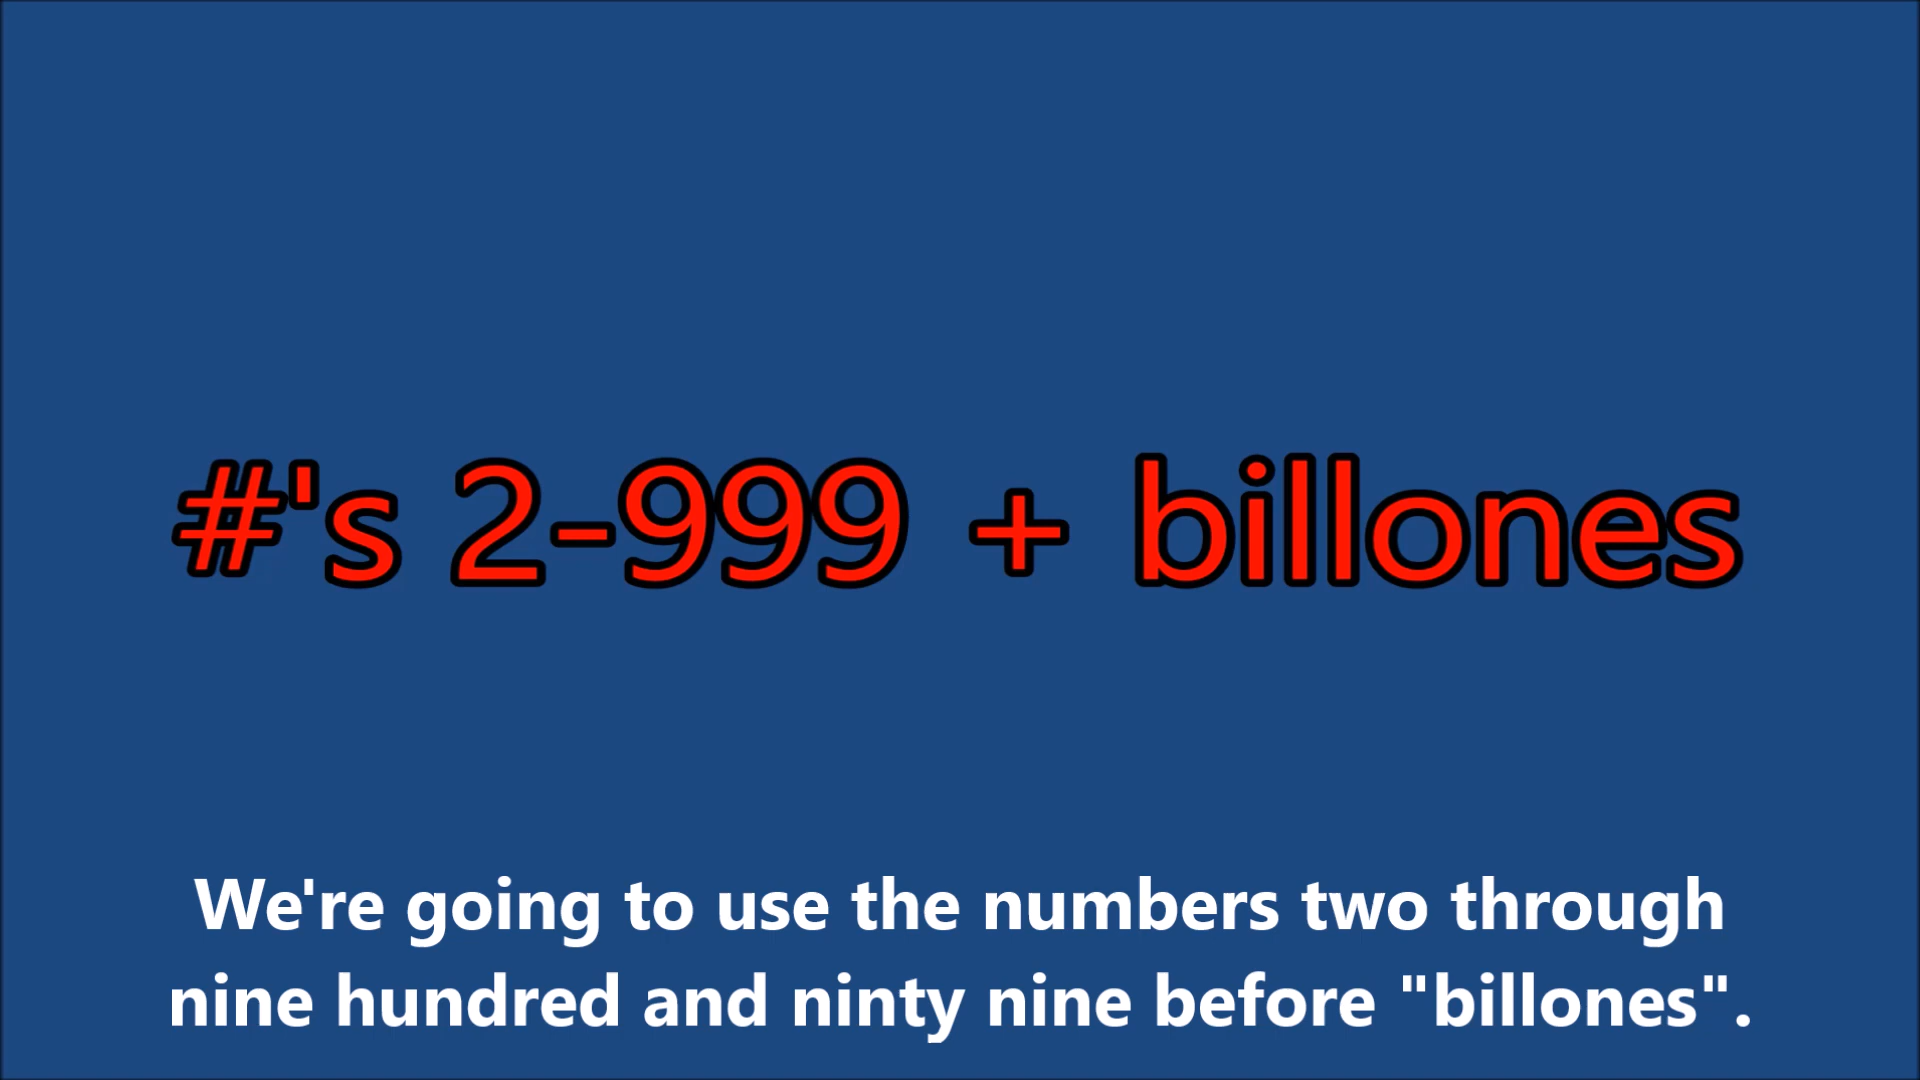 #'s 2-999 + billones
We're going to use the numbers two through
nine hundred and ninty nine before "billones".